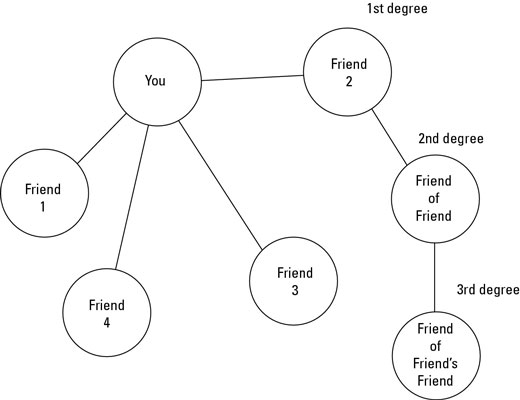 1st degree
You
Friend
2
2nd degree
Friend
1
Friend
of
Friend
Friend
3
3rd degree
Friend
4
Friend
of
Friend's
Friend